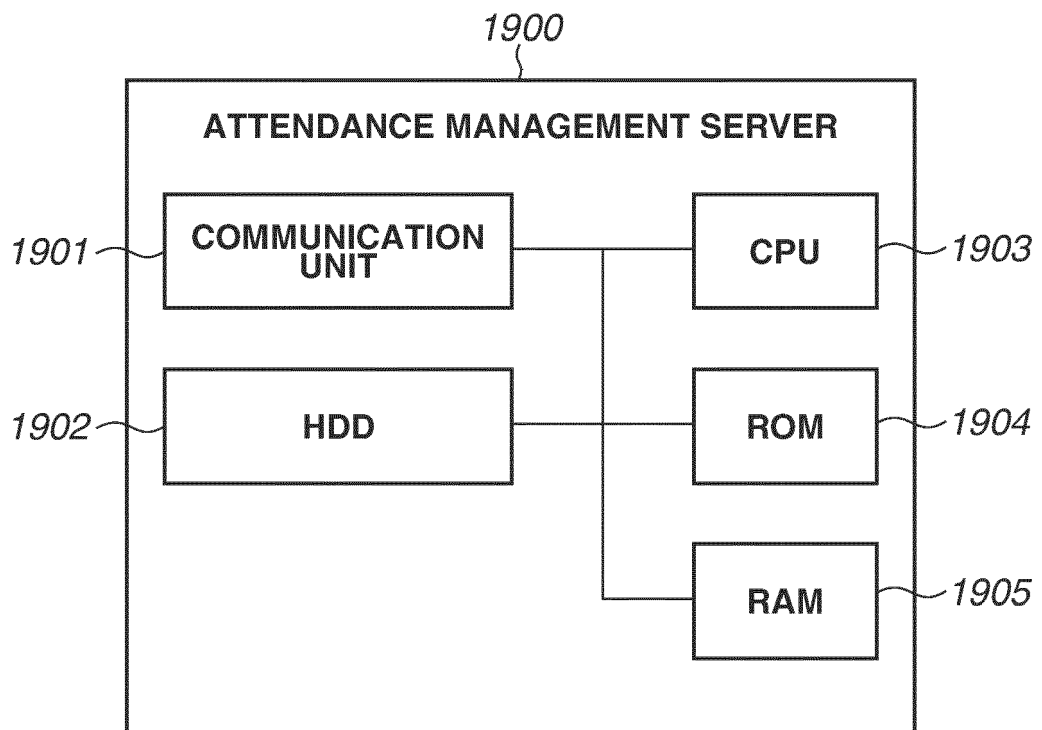 1900
ATTENDANCE MANAGEMENT SERVER
1901
COMMUNICATION
UNIT
CPU
1903
1902
HDD
ROM
1904
RAM
1905